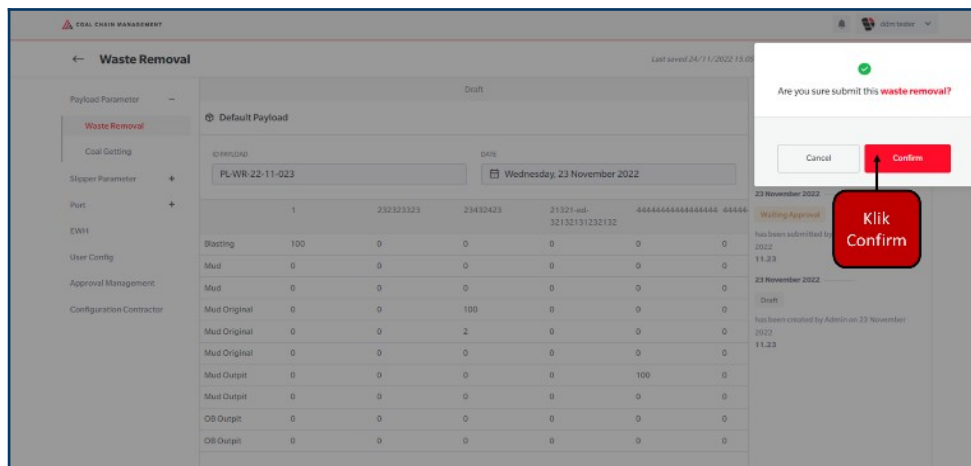 COAL CHAIN MANAGEMENT
ddm tester
← Waste Removal
Last saved 24/11/2022 15.05
Are you sure submit this waste removal?
Cancel
Confirm
Klik
Confirm
Payload Parameter −
Waste Removal
Coal Getting
Slipper Parameter +
Port +
EWH
User Config
Approval Management
Configuration Contractor
Draft
Default Payload
ID PAYLOAD
DATE
PL-WR-22-11-023
Wednesday, 23 November 2022
1 232323323 23432423 21321-ed- 44444444444444444 44444
32132131232132
Blasting 100 0 0 0 0 0
Mud 0 0 0 0 0 0
Mud 0 0 0 0 0 0
Mud Original 0 0 100 0 0 0
Mud Original 0 0 2 0 0 0
Mud Original 0 0 0 0 0 0
Mud Outpit 0 0 0 0 100 0
Mud Outpit 0 0 0 0 0 0
OB Outpit 0 0 0 0 0 0
OB Outpit 0 0 0 0 0 0
23 November 2022
Waiting Approval
has been submitted by
2022
11.23
23 November 2022
Draft
has been created by Admin on 23 November
2022
11.23